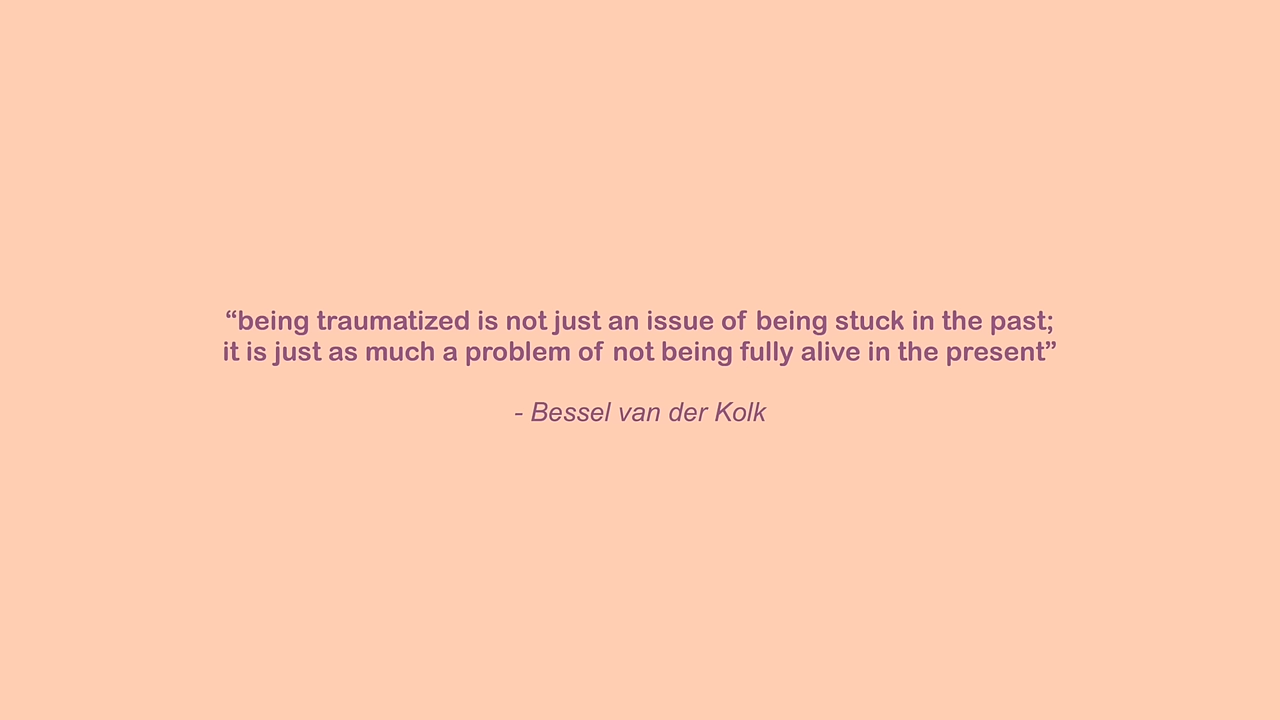 “being traumatized is not just an issue of being stuck in the past;
it is just as much a problem of not being fully alive in the present”
- Bessel van der Kolk